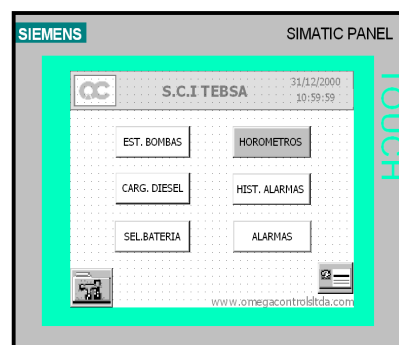 SIEMENS
SIMATIC PANEL
TOUCH
S.C.I TEBSA
31/12/2000
10:59:59
EST. BOMBAS
HOROMETROS
CARG. DIESEL
HIST. ALARMAS
SEL.BATERIA
ALARMAS
www.omegacontrolsltda.com